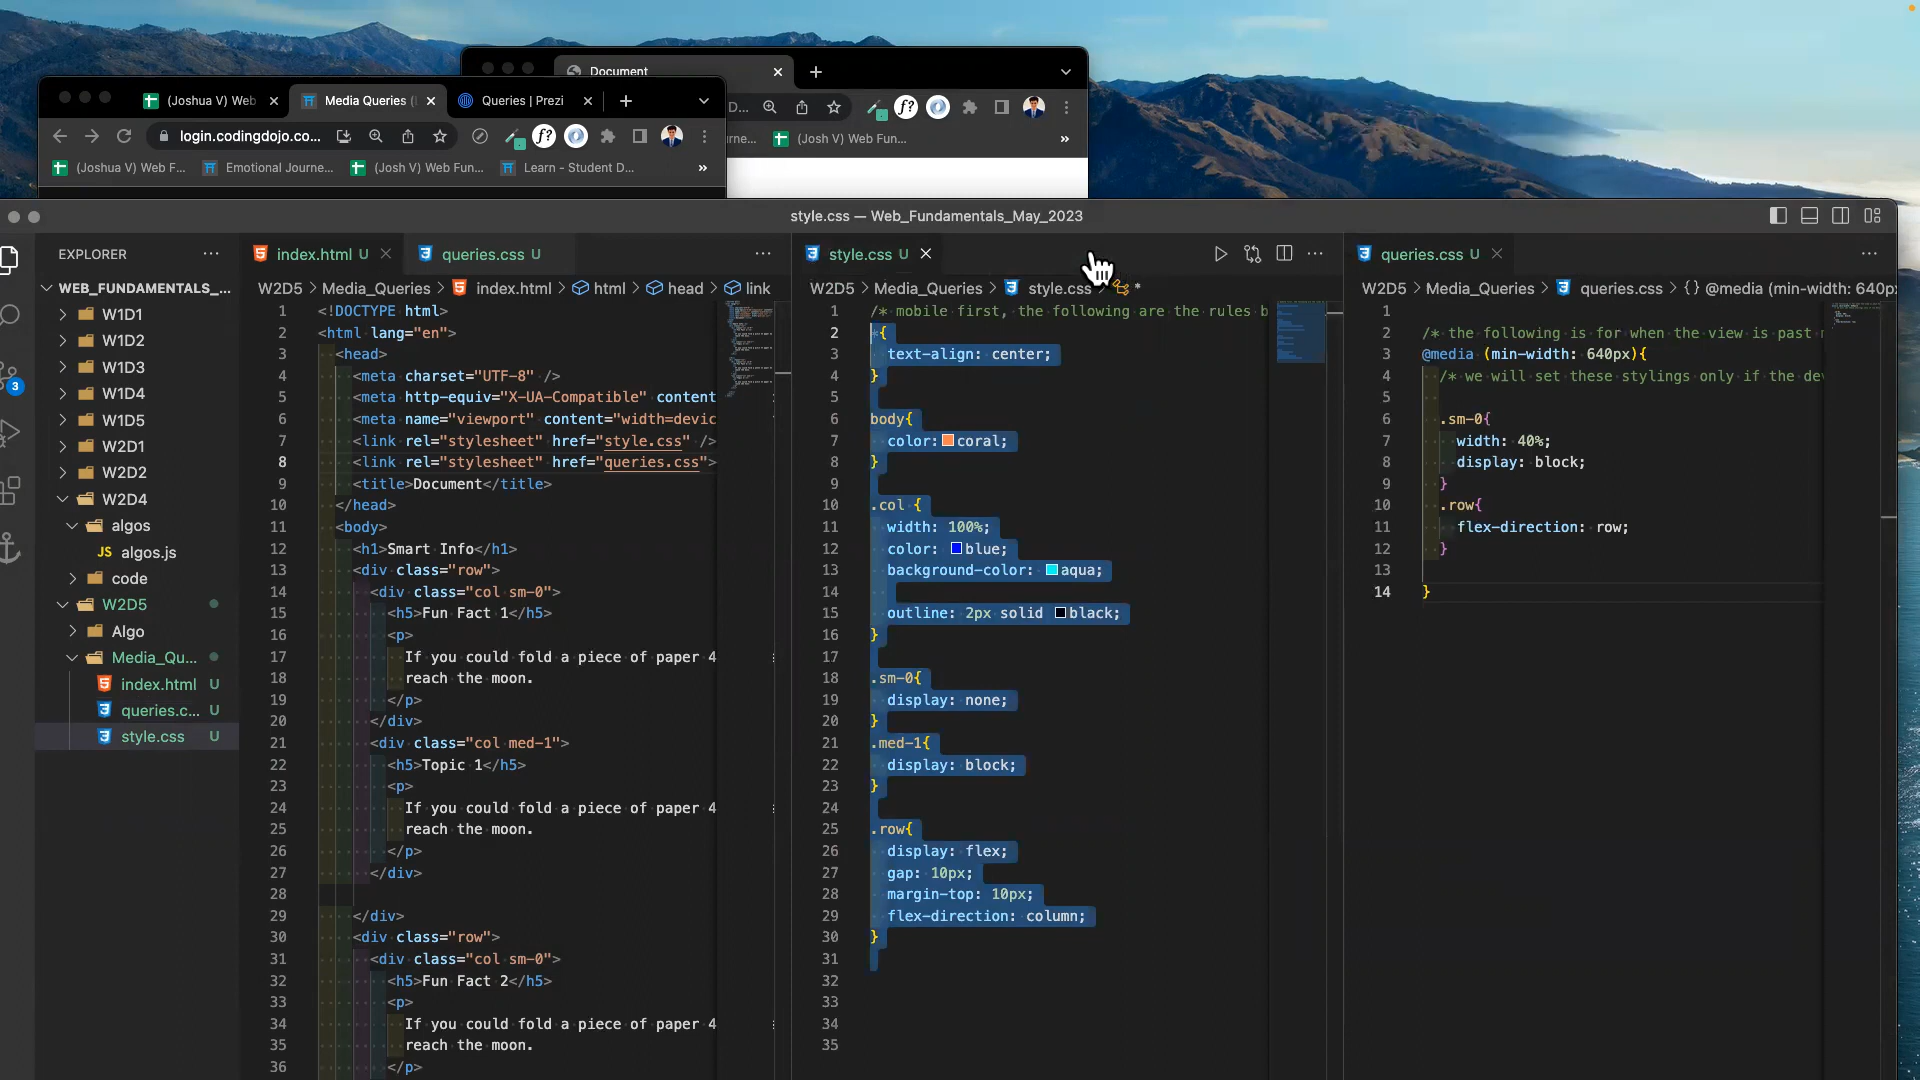 Document
(Joshua V) Web
Media Queries (
Queries | Prezi
D...
login.codingdojo.co...
urne...
(Josh V) Web Fun...
(Joshua V) Web F...
Emotional Journe...
(Josh V) Web Fun...
Learn - Student D...
»
»
style.css — Web_Fundamentals_May_2023
EXPLORER
WEB_FUNDAMENTALS_...
W1D1
W1D2
W1D3
W1D4
W1D5
W2D1
W2D2
W2D4
algos
JS algos.js
code
W2D5
Algo
Media_Qu...
index.html U
queries.c... U
style.css U
3
index.html U
queries.css U
W2D5 > Media_Queries > index.html > html > head > link
1 <!DOCTYPE html>
2 <html lang="en">
3 <head>
4 <meta charset="UTF-8" />
5 <meta http-equiv="X-UA-Compatible" content
6 <meta name="viewport" content="width=devic
7 <link rel="stylesheet" href="style.css" />
8 <link rel="stylesheet" href="queries.css">
9 <title>Document</title>
10 </head>
11 <body>
12 <h1>Smart Info</h1>
13 <div class="row">
14 <div class="col sm-0">
15 <h5>Fun Fact 1</h5>
16 <p>
17 If you could fold a piece of paper 4
18 reach the moon.
19 </p>
20 </div>
21 <div class="col med-1">
22 <h5>Topic 1</h5>
23 <p>
24 If you could fold a piece of paper 4
25 reach the moon.
26 </p>
27 </div>
28
29 </div>
30 <div class="row">
31 <div class="col sm-0">
32 <h5>Fun Fact 2</h5>
33 <p>
34 If you could fold a piece of paper 4
35 reach the moon.
36 </p>
style.css U
W2D5 > Media_Queries > style.css > *
1 /* mobile first, the following are the rules b
2 *{
3 text-align: center;
4 }
5
6 body{
7 color: coral;
8 }
9
10 .col {
11 width: 100%;
12 color: blue;
13 background-color: aqua;
14
15 outline: 2px solid black;
16 }
17
18 .sm-0{
19 display: none;
20 }
21 .med-1{
22 display: block;
23 }
24
25 .row{
26 display: flex;
27 gap: 10px;
28 margin-top: 10px;
29 flex-direction: column;
30 }
31
32
33
34
35
queries.css U
W2D5 > Media_Queries > queries.css > {} @media (min-width: 640px
1
2 /* the following is for when the view is past
3 @media (min-width: 640px){
4 /* we will set these stylings only if the dev
5
6 .sm-0{
7 width: 40%;
8 display: block;
9 }
10 .row{
11 flex-direction: row;
12 }
13
14 }